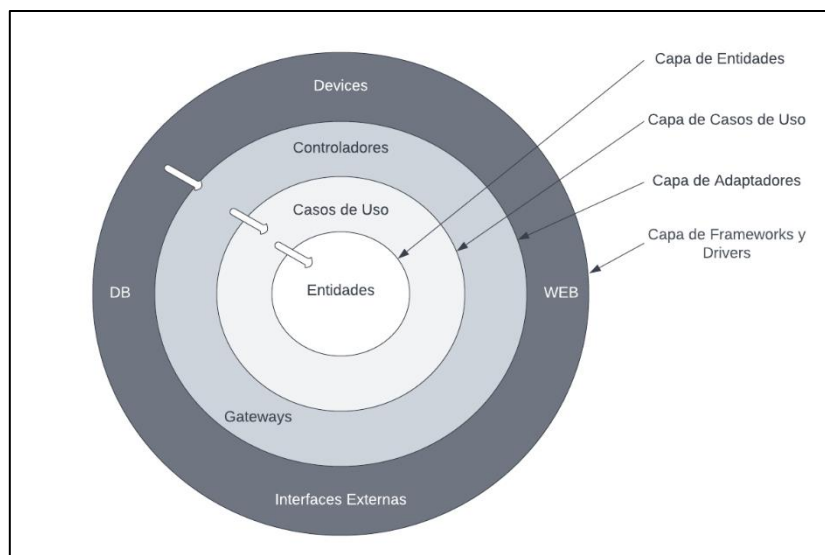 Devices
Capa de Entidades
Capa de Casos de Uso
Controladores
Capa de Adaptadores
Casos de Uso
Capa de Frameworks y
Drivers
Entidades
DB
WEB
Gateways
Interfaces Externas